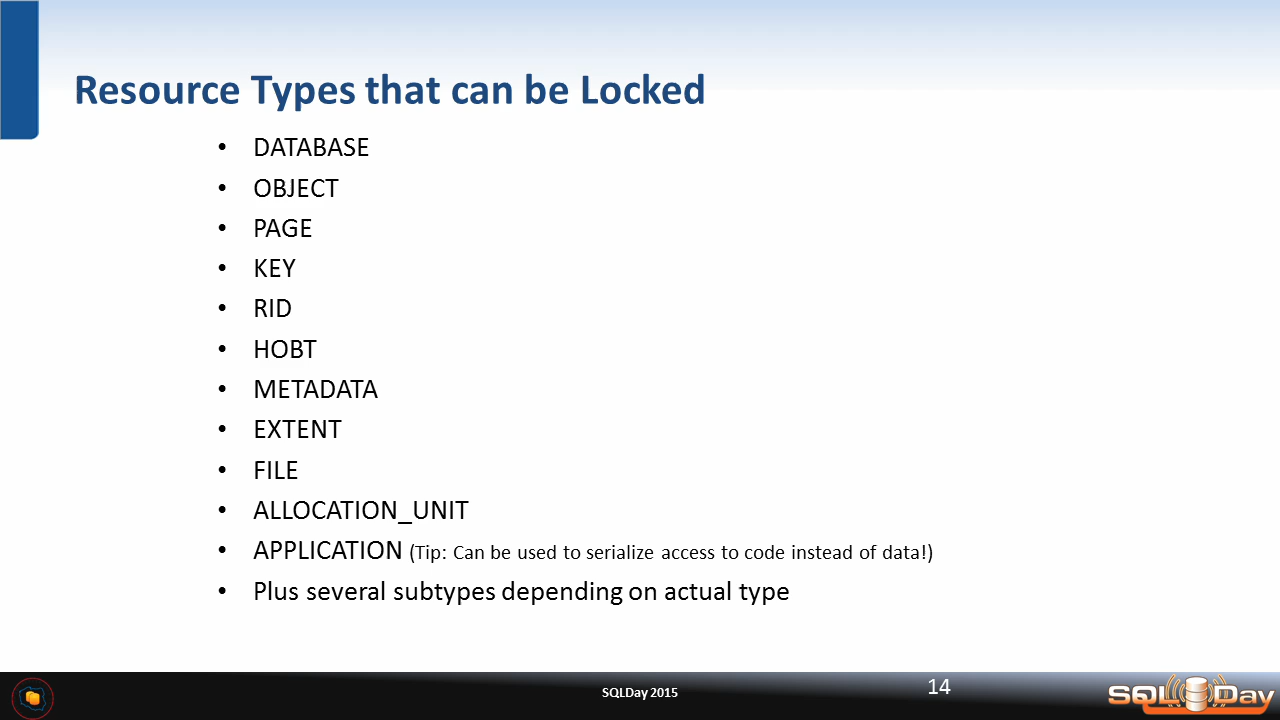 Resource Types that can be Locked
• DATABASE
• OBJECT
• PAGE
• KEY
• RID
• HOBT
• METADATA
• EXTENT
• FILE
• ALLOCATION_UNIT
• APPLICATION (Tip: Can be used to serialize access to code instead of data!)
• Plus several subtypes depending on actual type
SQLDay 2015
14
SQL Day